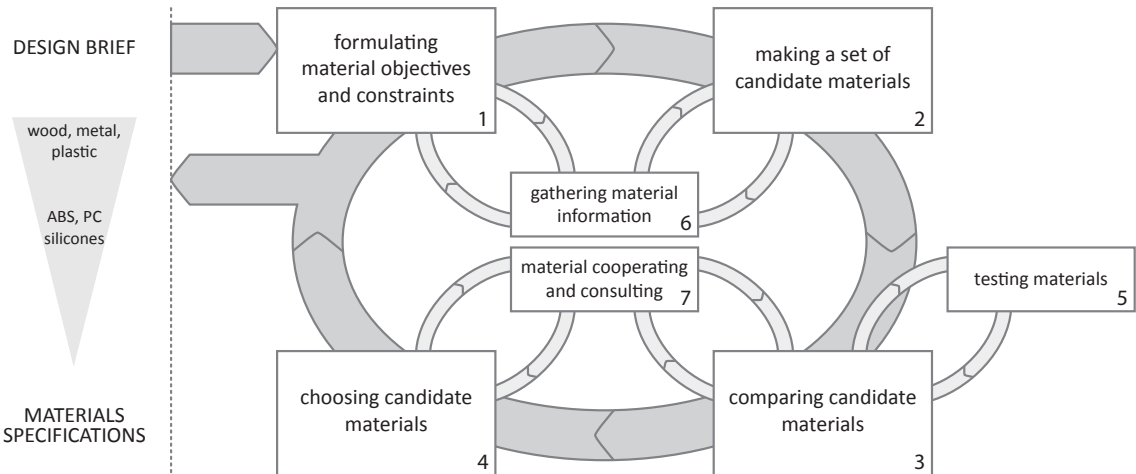 DESIGN BRIEF
wood, metal,
plastic
ABS, PC
silicones
MATERIALS
SPECIFICATIONS
formulating
material objectives
and constraints
1
making a set of
candidate materials
2
gathering material
information
6
material cooperating
and consulting
7
testing materials
5
choosing candidate
materials
4
comparing candidate
materials
3